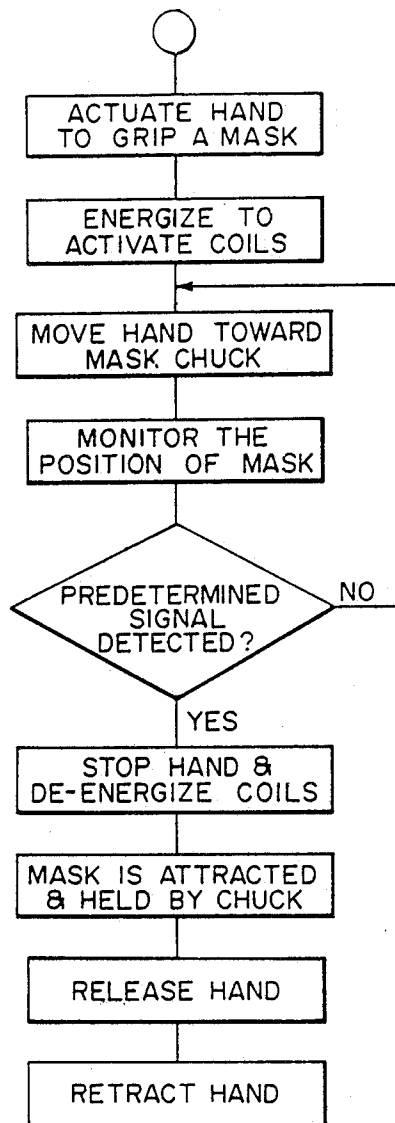 ACTUATE HAND
TO GRIP A MASK
ENERGIZE TO
ACTIVATE COILS
MOVE HAND TOWARD
MASK CHUCK
MONITOR THE
POSITION OF MASK
PREDETERMINED
SIGNAL
DETECTED?
NO
YES
STOP HAND &
DE-ENERGIZE COILS
MASK IS ATTRACTED
& HELD BY CHUCK
RELEASE HAND
RETRACT HAND